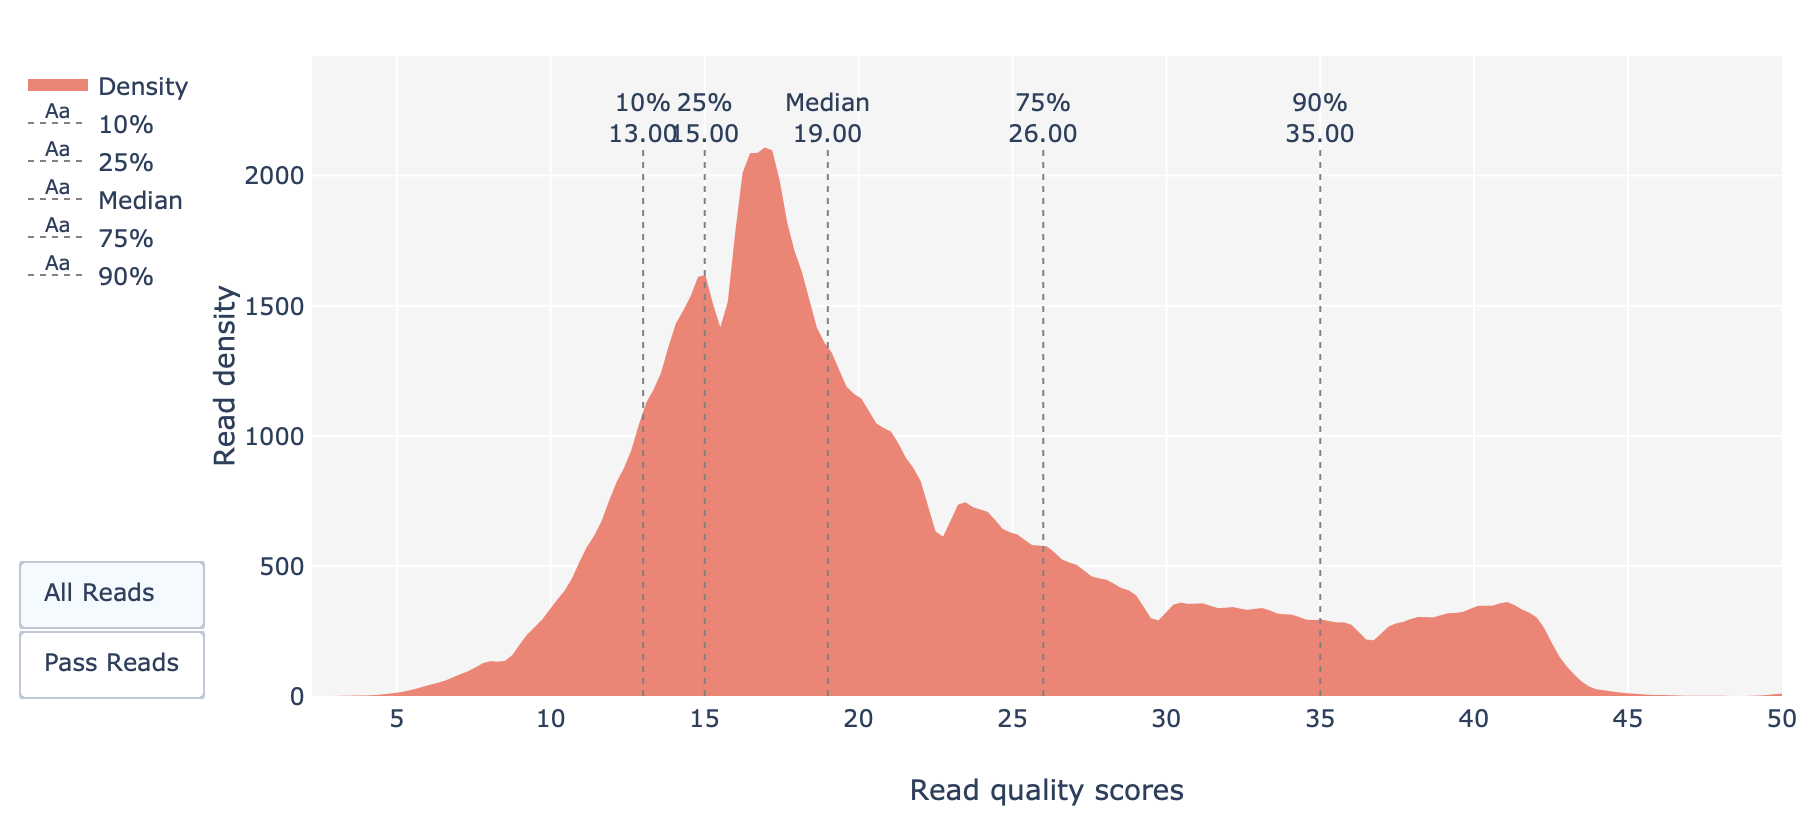 Density
Aa
10%
Aa
25%
Aa
Median
Aa
75%
Aa
90%
All Reads
Pass Reads
10% 25% Median 75% 90%
13.00 15.00 19.00 26.00 35.00
Read density
2000
1500
1000
500
0
5 10 15 20 25 30 35 40 45 50
Read quality scores